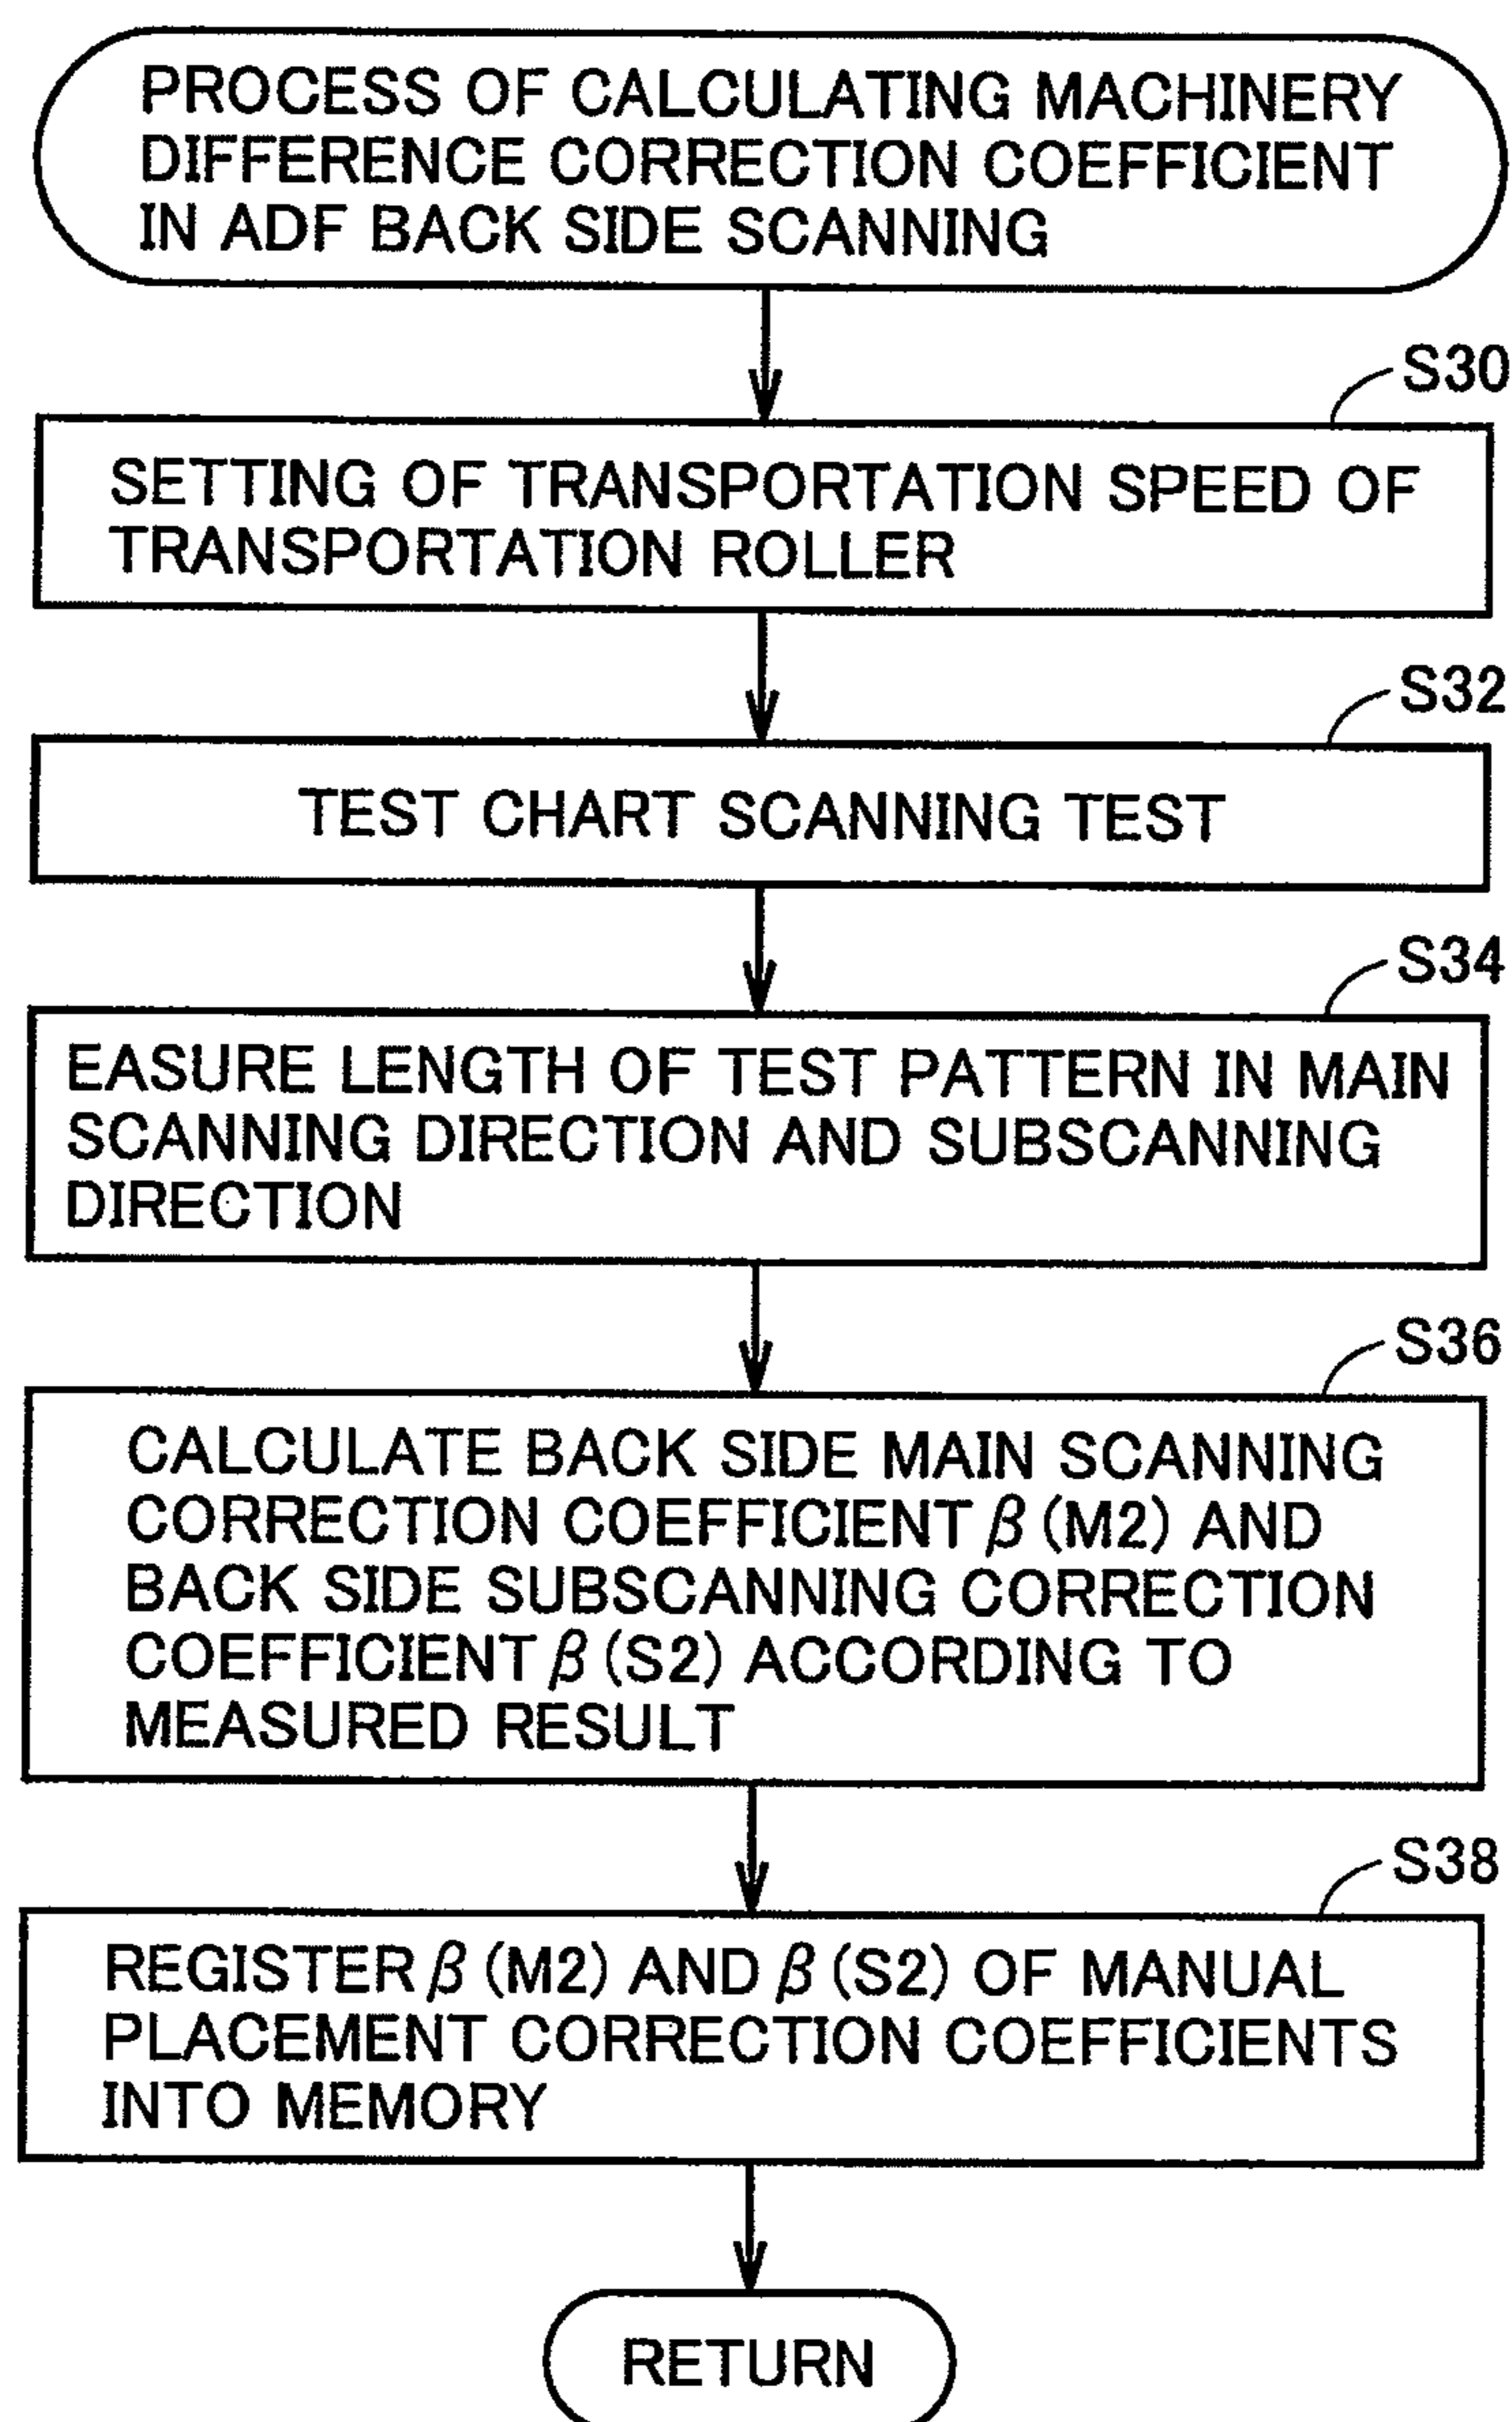 PROCESS OF CALCULATING MACHINERY
DIFFERENCE CORRECTION COEFFICIENT
IN ADF BACK SIDE SCANNING
S30
SETTING OF TRANSPORTATION SPEED OF
TRANSPORTATION ROLLER
S32
TEST CHART SCANNING TEST
S34
EASURE LENGTH OF TEST PATTERN IN MAIN
SCANNING DIRECTION AND SUBSCANNING
DIRECTION
S36
CALCULATE BACK SIDE MAIN SCANNING
CORRECTION COEFFICIENT β (M2) AND
BACK SIDE SUBSCANNING CORRECTION
COEFFICIENT β (S2) ACCORDING TO
MEASURED RESULT
S38
REGISTER β (M2) AND β (S2) OF MANUAL
PLACEMENT CORRECTION COEFFICIENTS
INTO MEMORY
RETURN